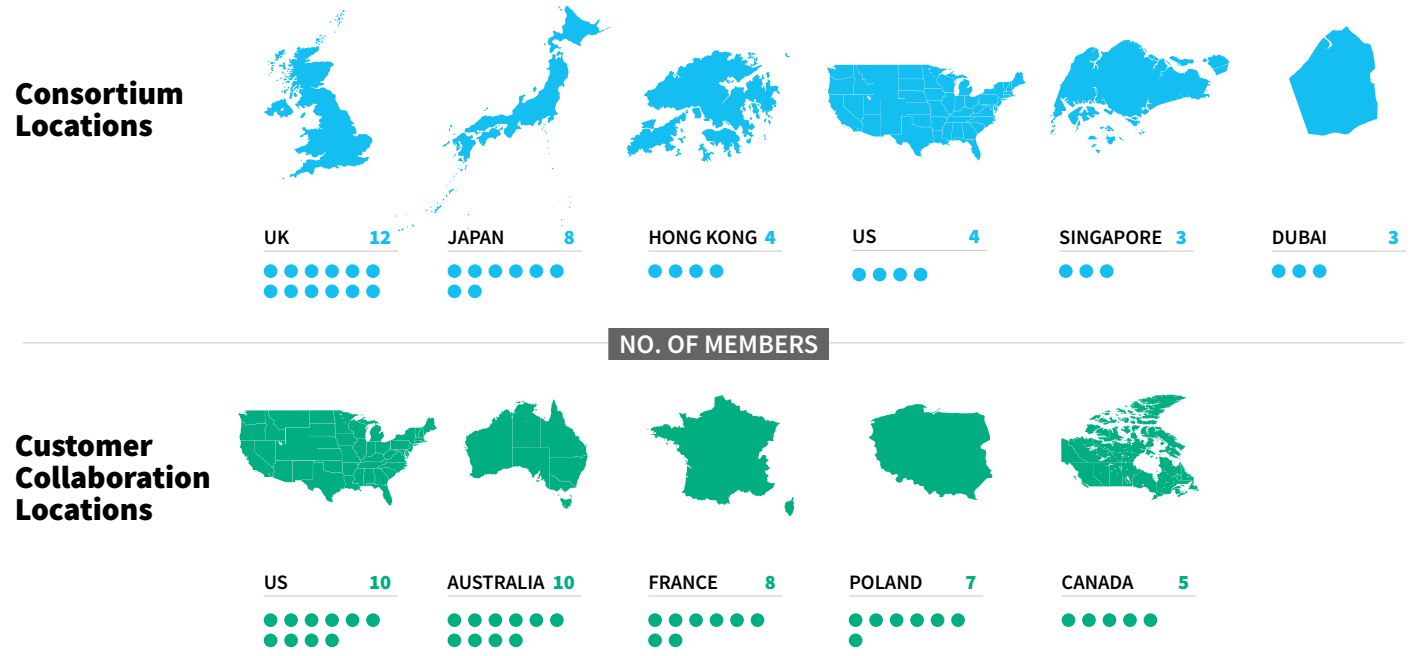 Consortium
Locations
UK 12
JAPAN 8
HONG KONG 4
US 4
SINGAPORE 3
DUBAI 3
NO. OF MEMBERS
Customer
Collaboration
Locations
US 10
AUSTRALIA 10
FRANCE 8
POLAND 7
CANADA 5